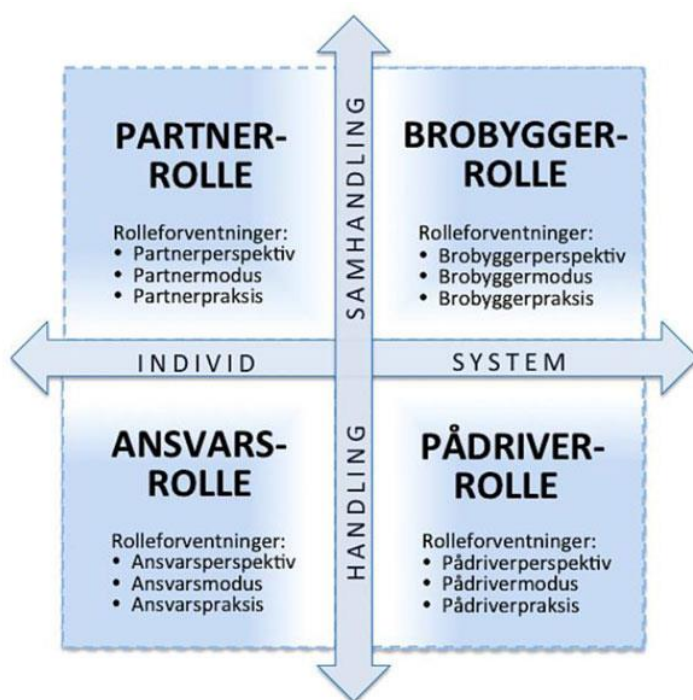 PARTNER-
ROLLE
Rolleforventninger:
• Partnerperspektiv
• Partnermodus
• Partnerpraksis
SAMHANDLING
BROBYGGER-
ROLLE
Rolleforventninger:
• Brobyggerperspektiv
• Brobyggermodus
• Brobyggerpraksis
INDIVID
SYSTEM
ANSVARS-
ROLLE
Rolleforventninger:
• Ansvarsperspektiv
• Ansvarsmodus
• Ansvarspraksis
HANDLING
PÅDRIVER-
ROLLE
Rolleforventninger:
• Pådriverperspektiv
• Pådrivermodus
• Pådriverpraksis